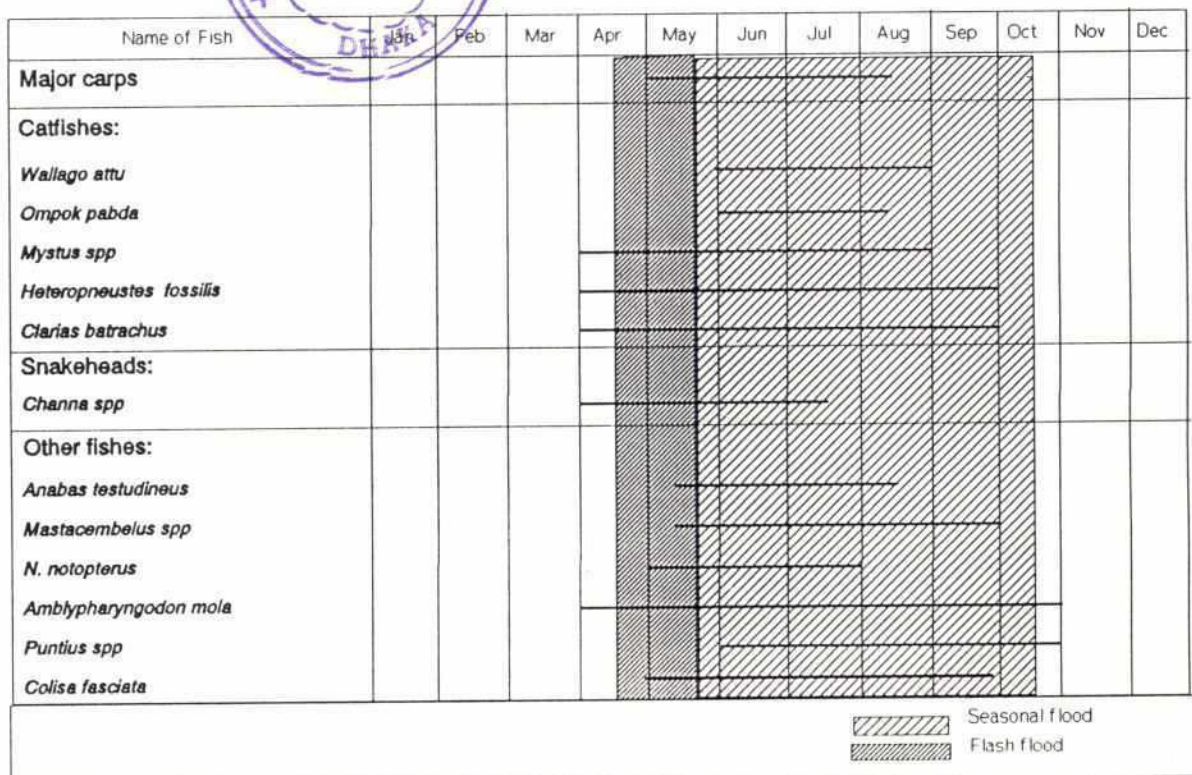 DHAKA
Name of Fish Jan Feb Mar Apr May Jun Jul Aug Sep Oct Nov Dec
Major carps
Catfishes:
Wallago attu
Ompok pabda
Mystus spp
Heteropneustes fossilis
Clarias batrachus
Snakeheads:
Channa spp
Other fishes:
Anabas testudineus
Mastacembelus spp
N. notopterus
Amblypharyngodon mola
Puntius spp
Colisa fasciata
Seasonal flood
Flash flood